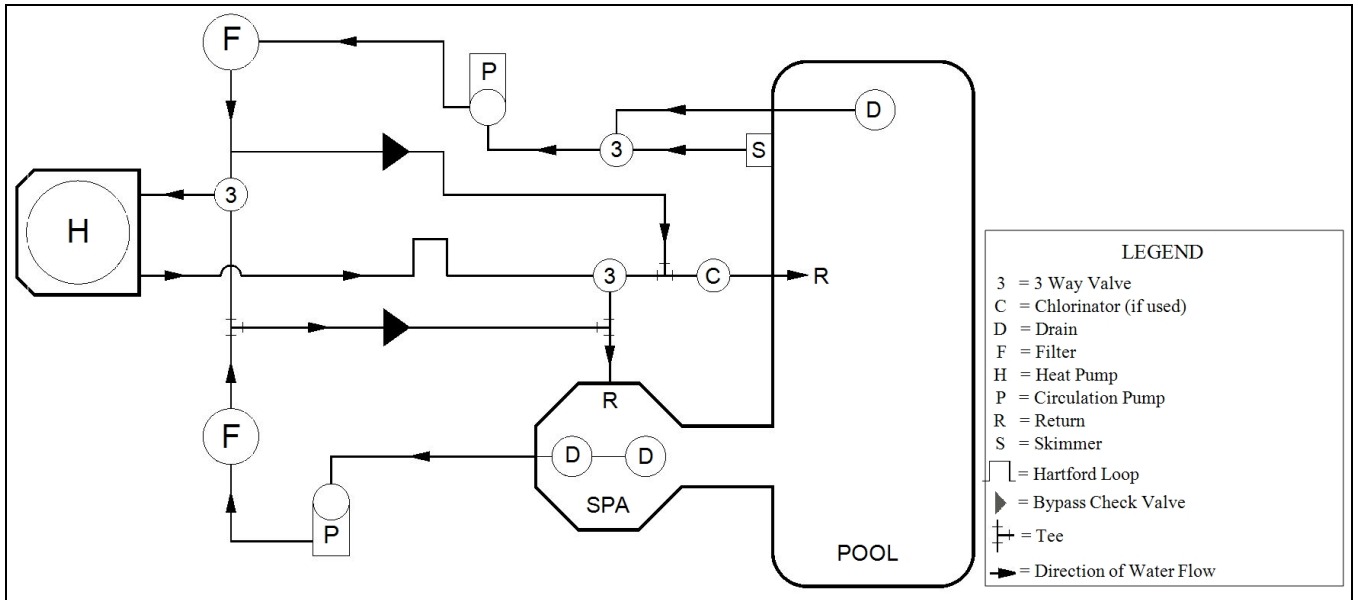 F
P
D
3
S
3
H
LEGEND
3 = 3 Way Valve
C = Chlorinator (if used)
D = Drain
F = Filter
H = Heat Pump
P = Circulation Pump
R = Return
S = Skimmer
= Hartford Loop
= Bypass Check Valve
= Tee
= Direction of Water Flow
3
C
R
R
F
D
D
SPA
P
POOL